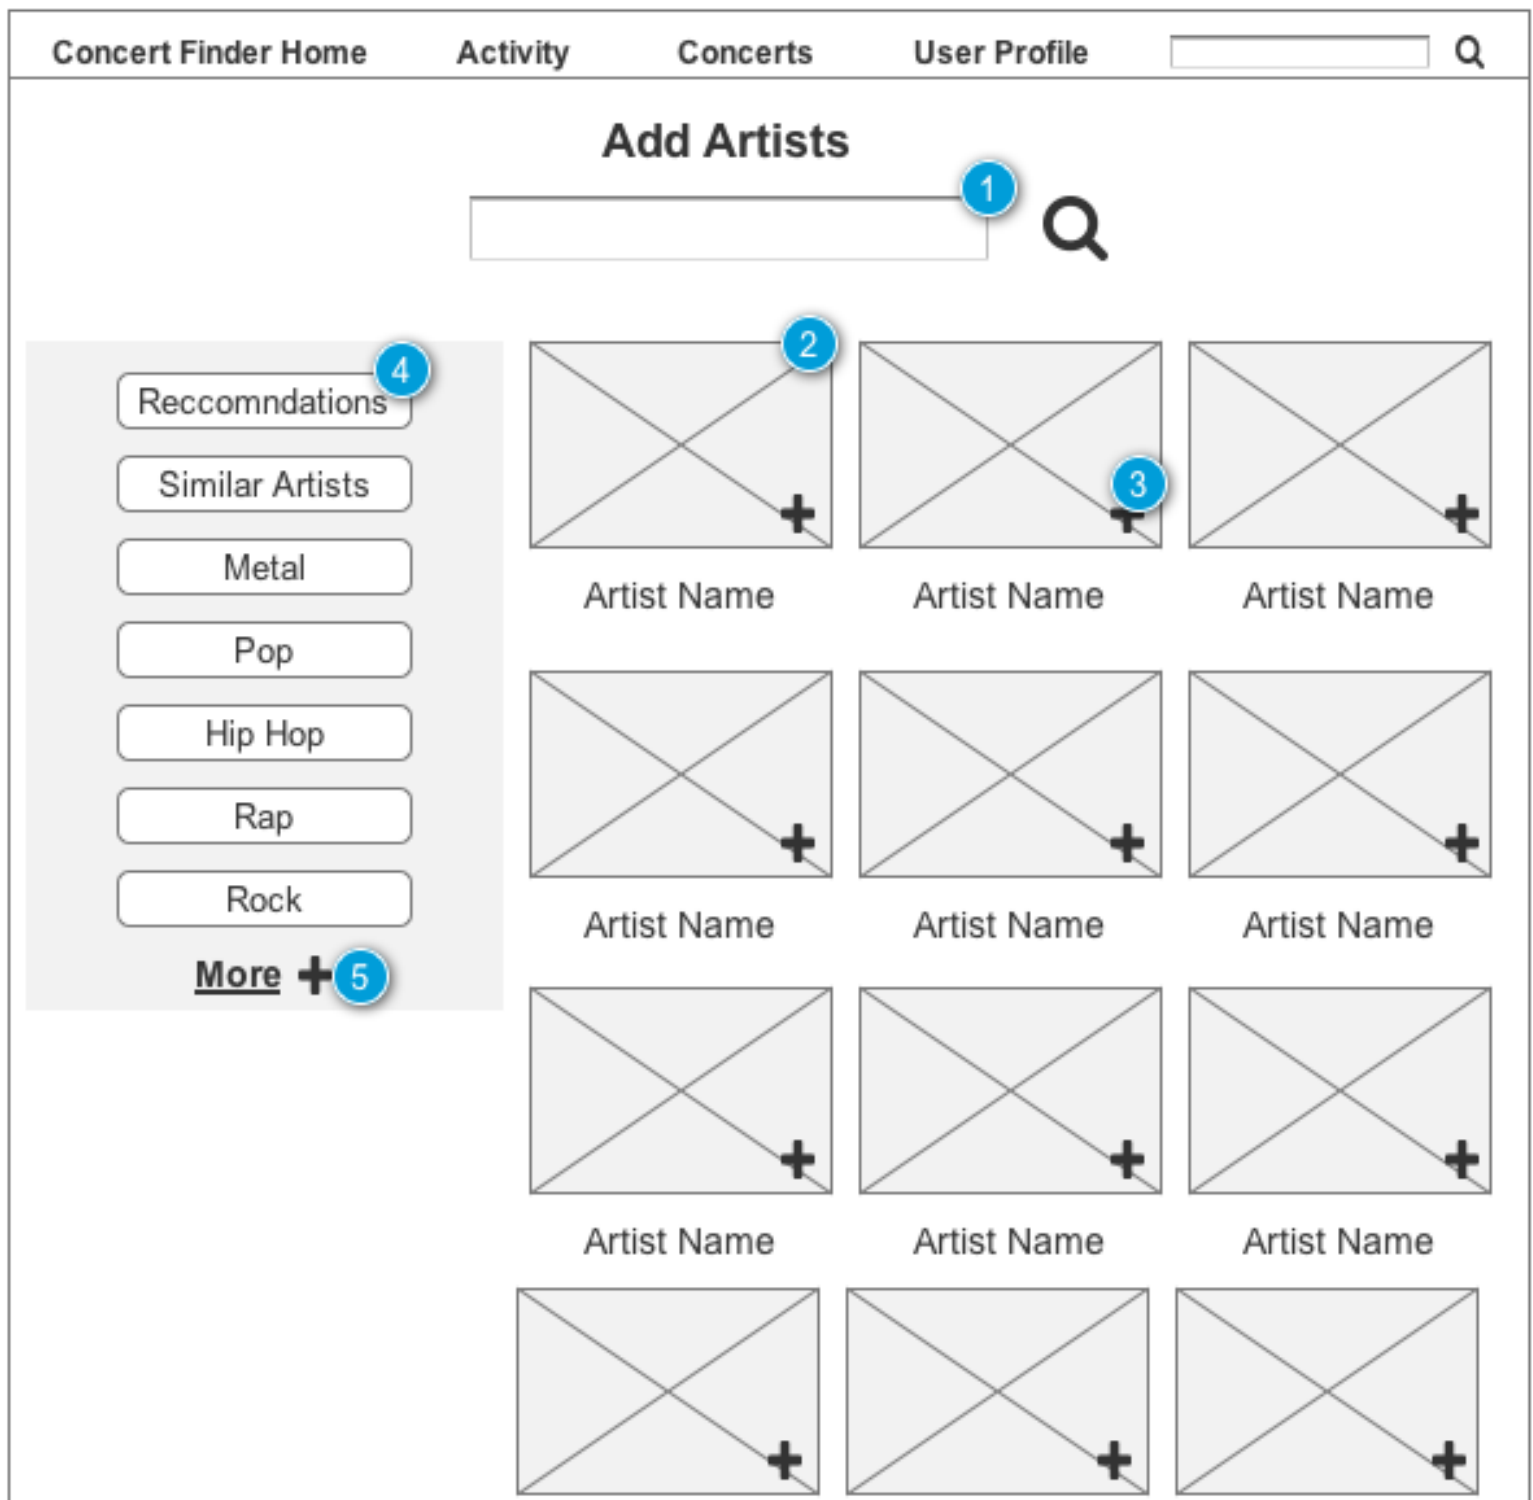 Concert Finder Home Activity Concerts User Profile
Add Artists
1
2
4
Reccomndations
Similar Artists
3
Metal
Artist Name Artist Name Artist Name
Pop
Hip Hop
Rap
Rock
Artist Name Artist Name Artist Name
More 5
Artist Name Artist Name Artist Name